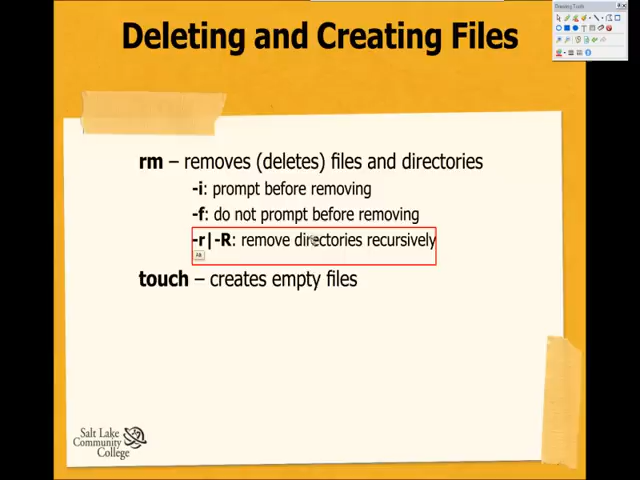 Deleting and Creating Files
rm – removes (deletes) files and directories
-i: prompt before removing
-f: do not prompt before removing
-r|-R: remove directories recursively
touch – creates empty files
Salt Lake
Community
College